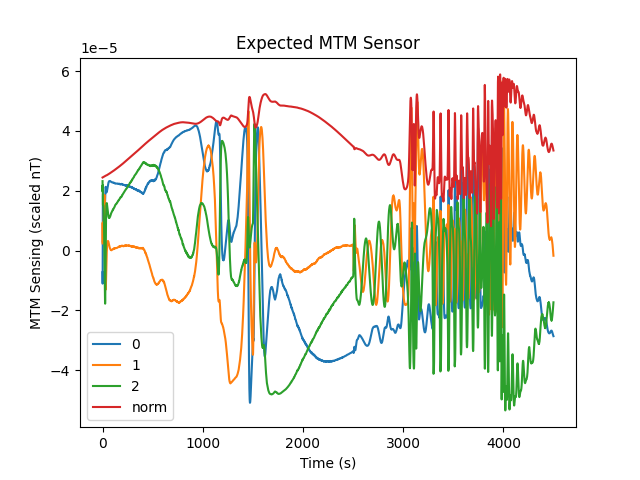 Expected MTM Sensor
1e−5
6
4
2
0
−2
−4
MTM Sensing (scaled nT)
0
1
2
norm
0 1000 2000 3000 4000
Time (s)